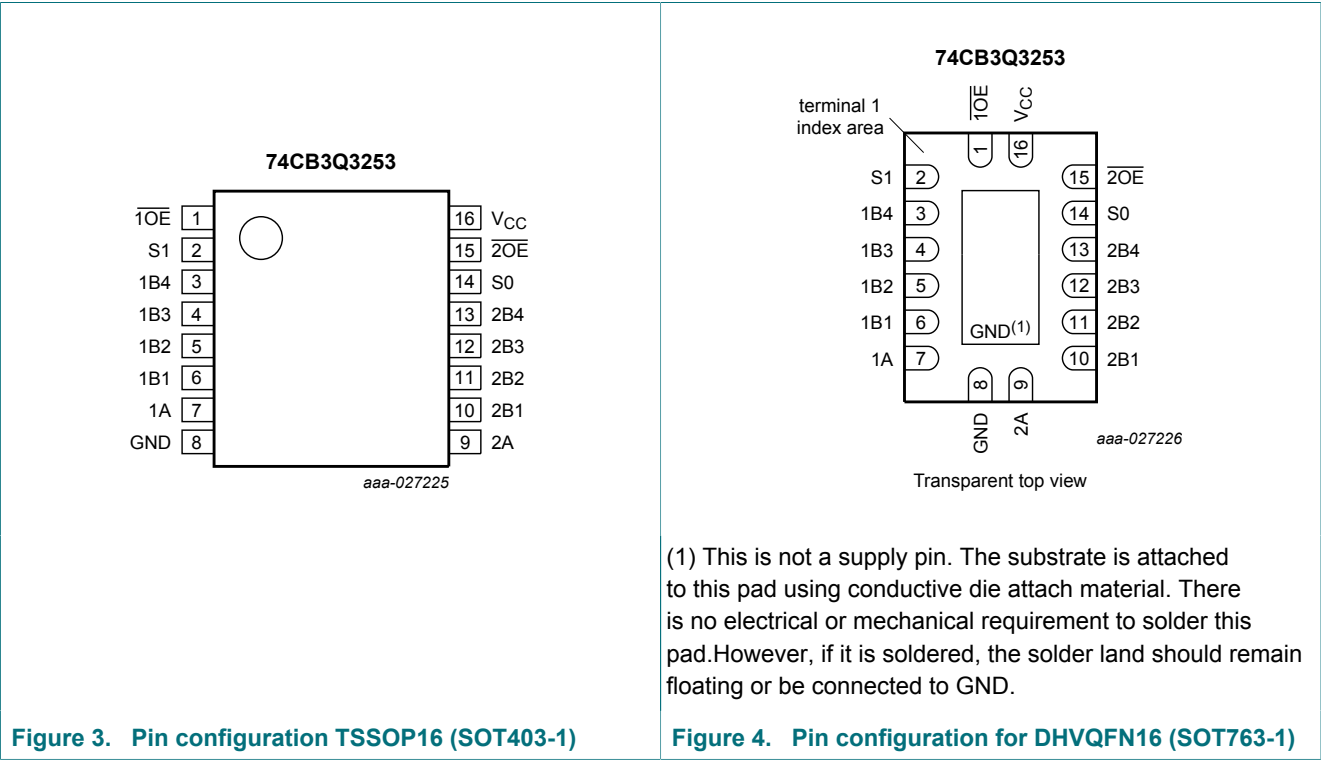 74CB3Q3253
1OE 1
S1 2
1B4 3
1B3 4
1B2 5
1B1 6
1A 7
GND 8
16 VCC
15 2OE
14 S0
13 2B4
12 2B3
11 2B2
10 2B1
9 2A
aaa-027225
Figure 3. Pin configuration TSSOP16 (SOT403-1)
74CB3Q3253
terminal 1
index area
1OE
VCC
1
16
S1 2
1B4 3
1B3 4
1B2 5
1B1 6
1A 7
15 2OE
14 S0
13 2B4
12 2B3
11 2B2
10 2B1
GND(1)
8
9
GND
2A
aaa-027226
Transparent top view
(1) This is not a supply pin. The substrate is attached
to this pad using conductive die attach material. There
is no electrical or mechanical requirement to solder this
pad.However, if it is soldered, the solder land should remain
floating or be connected to GND.
Figure 4. Pin configuration for DHVQFN16 (SOT763-1)